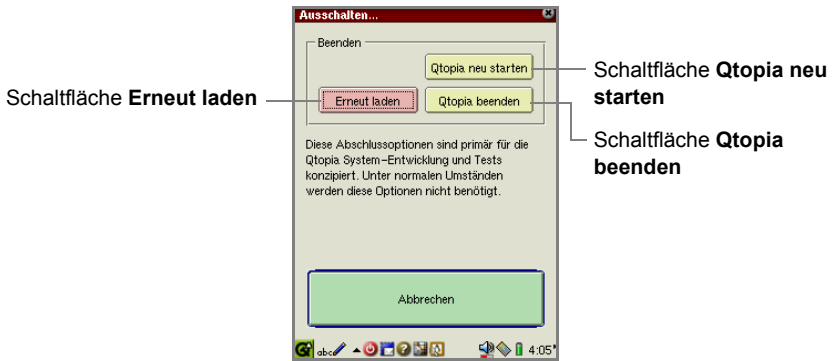 Ausschalten...
Beenden
Qtopia neu starten
Erneut laden
Qtopia beenden
Diese Abschlussoptionen sind primär für die
Qtopia System-Entwicklung und Tests
konzipiert. Unter normalen Umständen
werden diese Optionen nicht benötigt.
Abbrechen
abc
4:05
Schaltfläche Erneut laden
Schaltfläche Qtopia neu
starten
Schaltfläche Qtopia
beenden